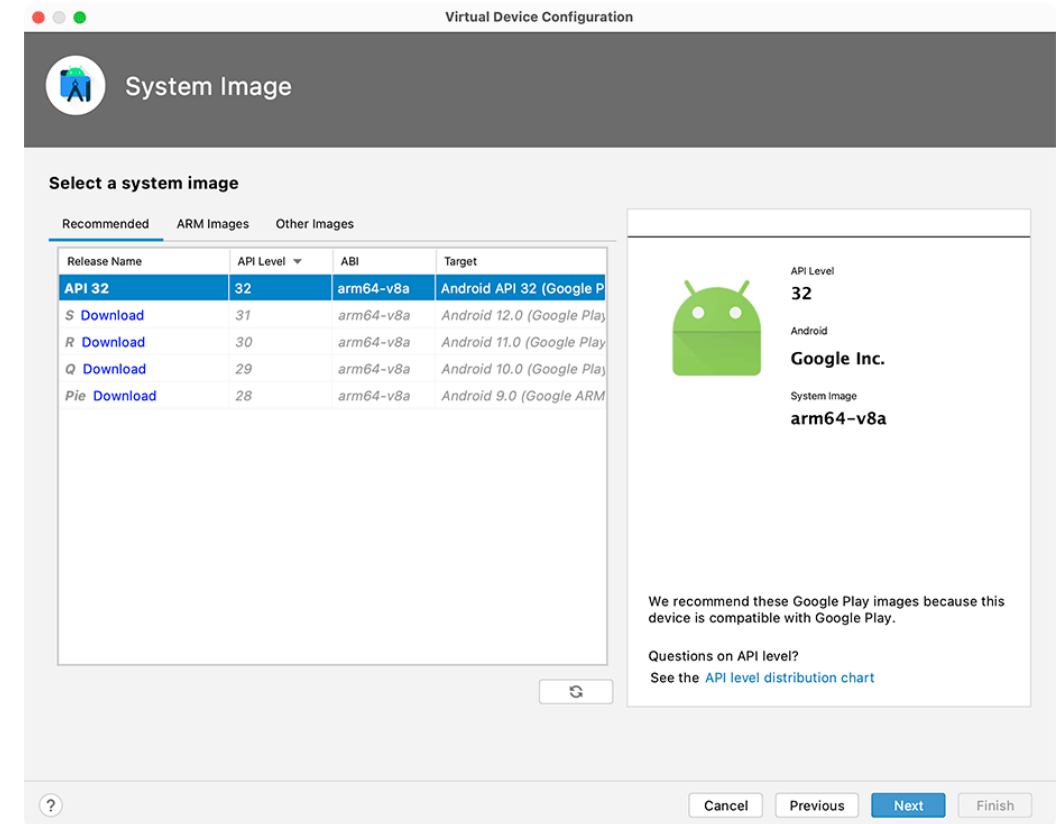 Virtual Device Configuration
System Image
Select a system image
Recommended ARM Images Other Images
Release Name API Level ABI Target
API 32 32 arm64-v8a Android API 32 (Google P
S Download 31 arm64-v8a Android 12.0 (Google Play
R Download 30 arm64-v8a Android 11.0 (Google Play
Q Download 29 arm64-v8a Android 10.0 (Google Play
Pie Download 28 arm64-v8a Android 9.0 (Google ARM
API Level
32
Android
Google Inc.
System Image
arm64-v8a
We recommend these Google Play images because this
device is compatible with Google Play.
Questions on API level?
See the API level distribution chart
? Cancel Previous Next Finish